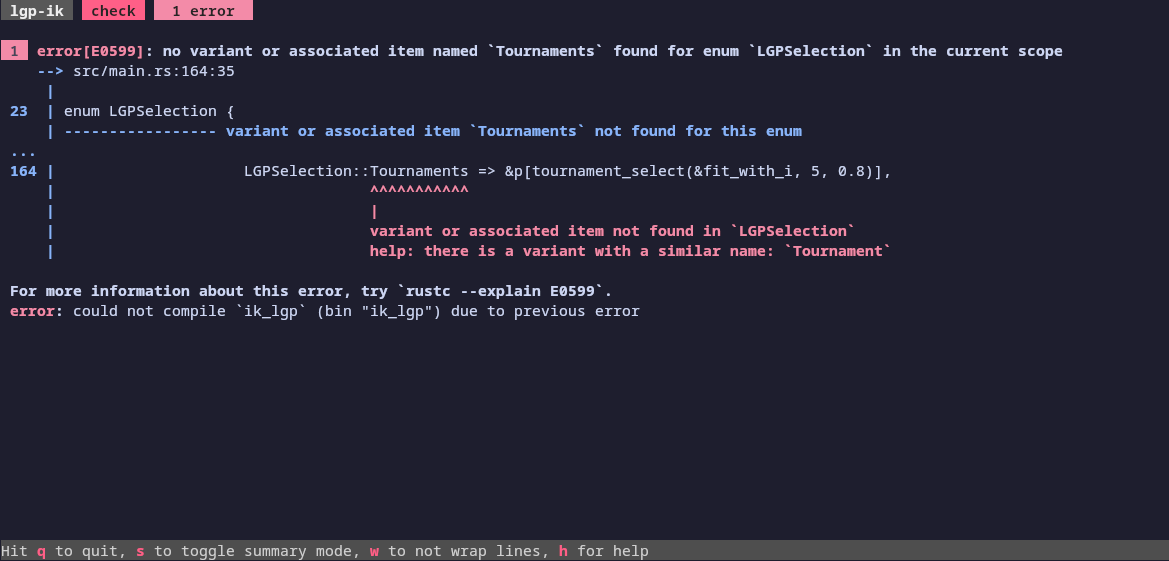 lgp-ik check 1 error
1 error[E0599]: no variant or associated item named `Tournaments` found for enum `LGPSelection` in the current scope
--> src/main.rs:164:35
|
23 | enum LGPSelection {
| ----------------- variant or associated item `Tournaments` not found for this enum
...
164 | LGPSelection::Tournaments => &p[tournament_select(&fit_with_i, 5, 0.8)],
| ^^^^^^^^^^^
| |
| variant or associated item not found in `LGPSelection`
| help: there is a variant with a similar name: `Tournament`
For more information about this error, try `rustc --explain E0599`.
error: could not compile `ik_lgp` (bin "ik_lgp") due to previous error
Hit q to quit, s to toggle summary mode, w to not wrap lines, h for help